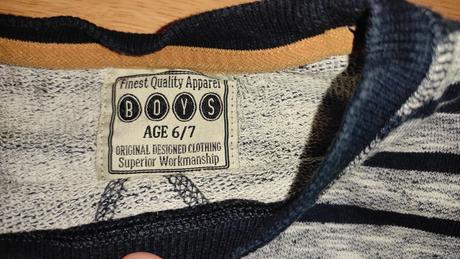 Finest Quality Apparel
BOYS
AGE 6/7
ORIGINAL DESIGNED CLOTHING
Superior Workmanship